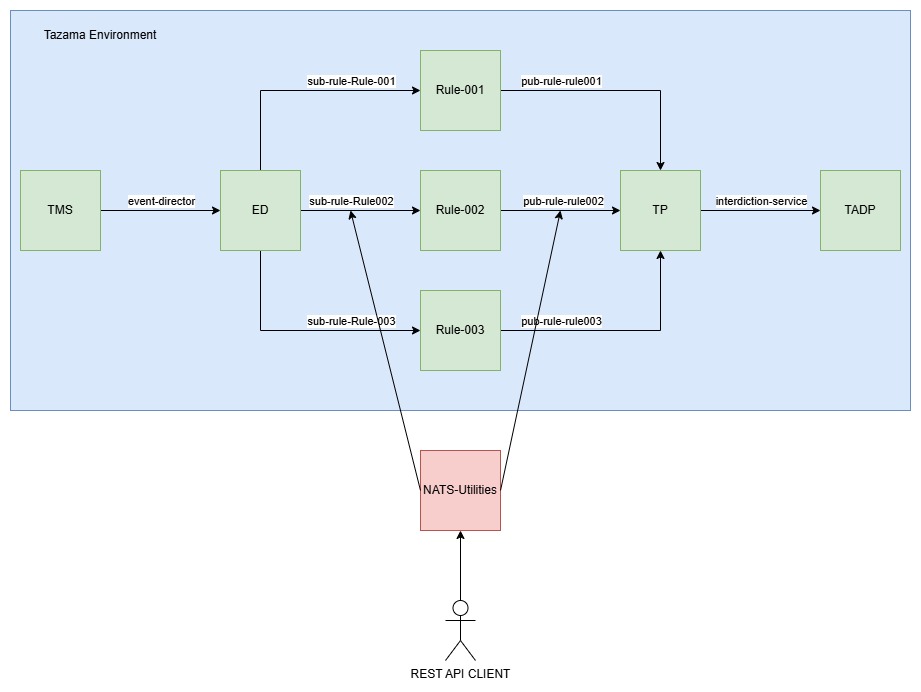 Tazama Environment
sub-rule-Rule-001
Rule-001
pub-rule-rule001
TMS
event-director
ED
sub-rule-Rule002
Rule-002
pub-rule-rule002
TP
interdiction-service
TADP
sub-rule-Rule-003
Rule-003
pub-rule-rule003
NATS-Utilities
REST API CLIENT